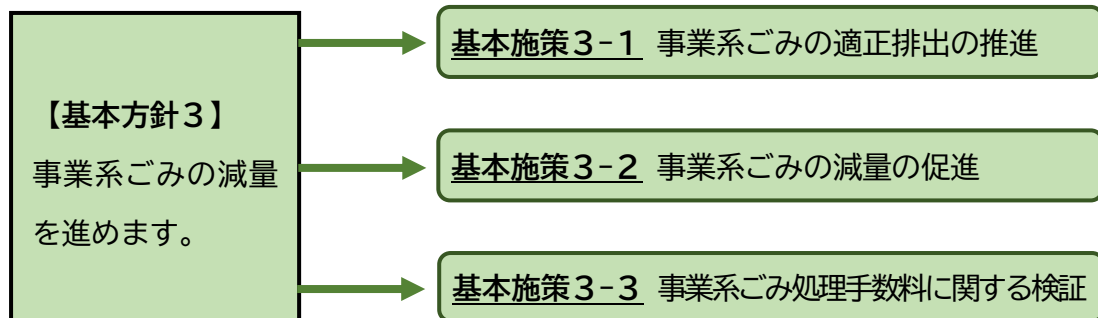 【基本方針３】
事業系ごみの減量
を進めます。
基本施策３-１ 事業系ごみの適正排出の推進
基本施策３-２ 事業系ごみの減量の促進
基本施策３-３ 事業系ごみ処理手数料に関する検証